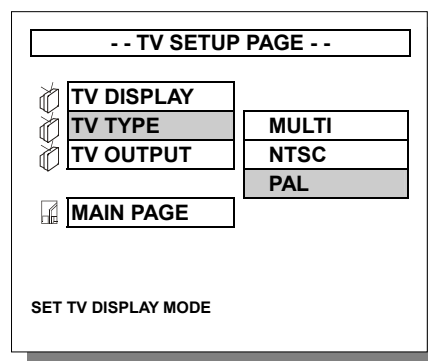 - - TV SETUP PAGE - -
TV DISPLAY
TV TYPE MULTI
TV OUTPUT NTSC
PAL
MAIN PAGE
SET TV DISPLAY MODE